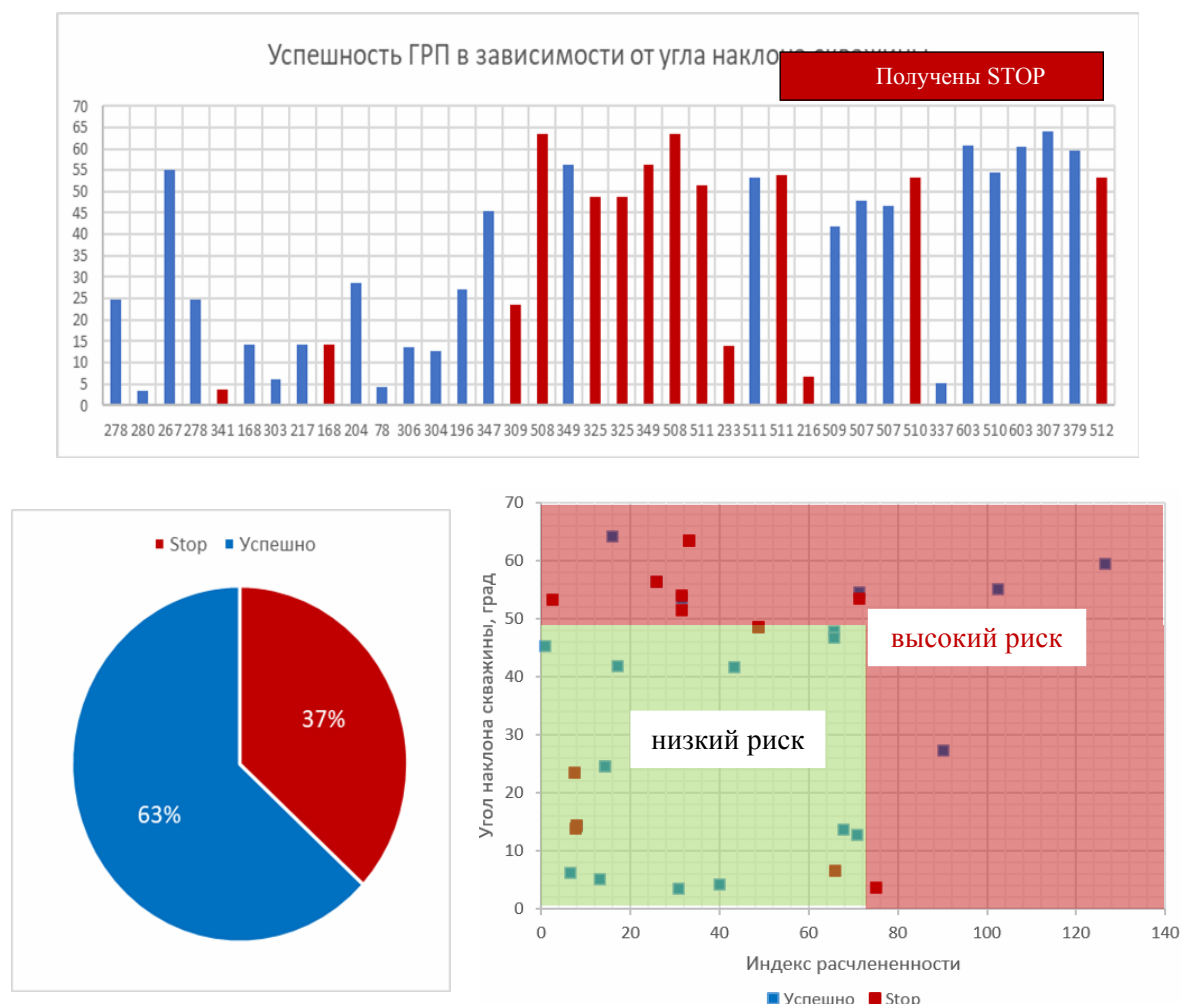 Успешность ГРП в зависимости от угла наклона скважины
Получены STOP
70
65
60
55
50
45
40
35
30
25
20
15
10
5
0
278 280 267 278 341 168 303 217 168 204 78 306 304 196 347 309 508 349 325 325 349 508 511 233 511 511 216 509 507 507 510 337 603 510 603 307 379 512
Stop Успешно
37%
63%
Угол наклона скважины, град
70
60
50
40
30
20
10
0
высокий риск
низкий риск
0 20 40 60 80 100 120 140
Индекс расчлененности
Успешно Stop